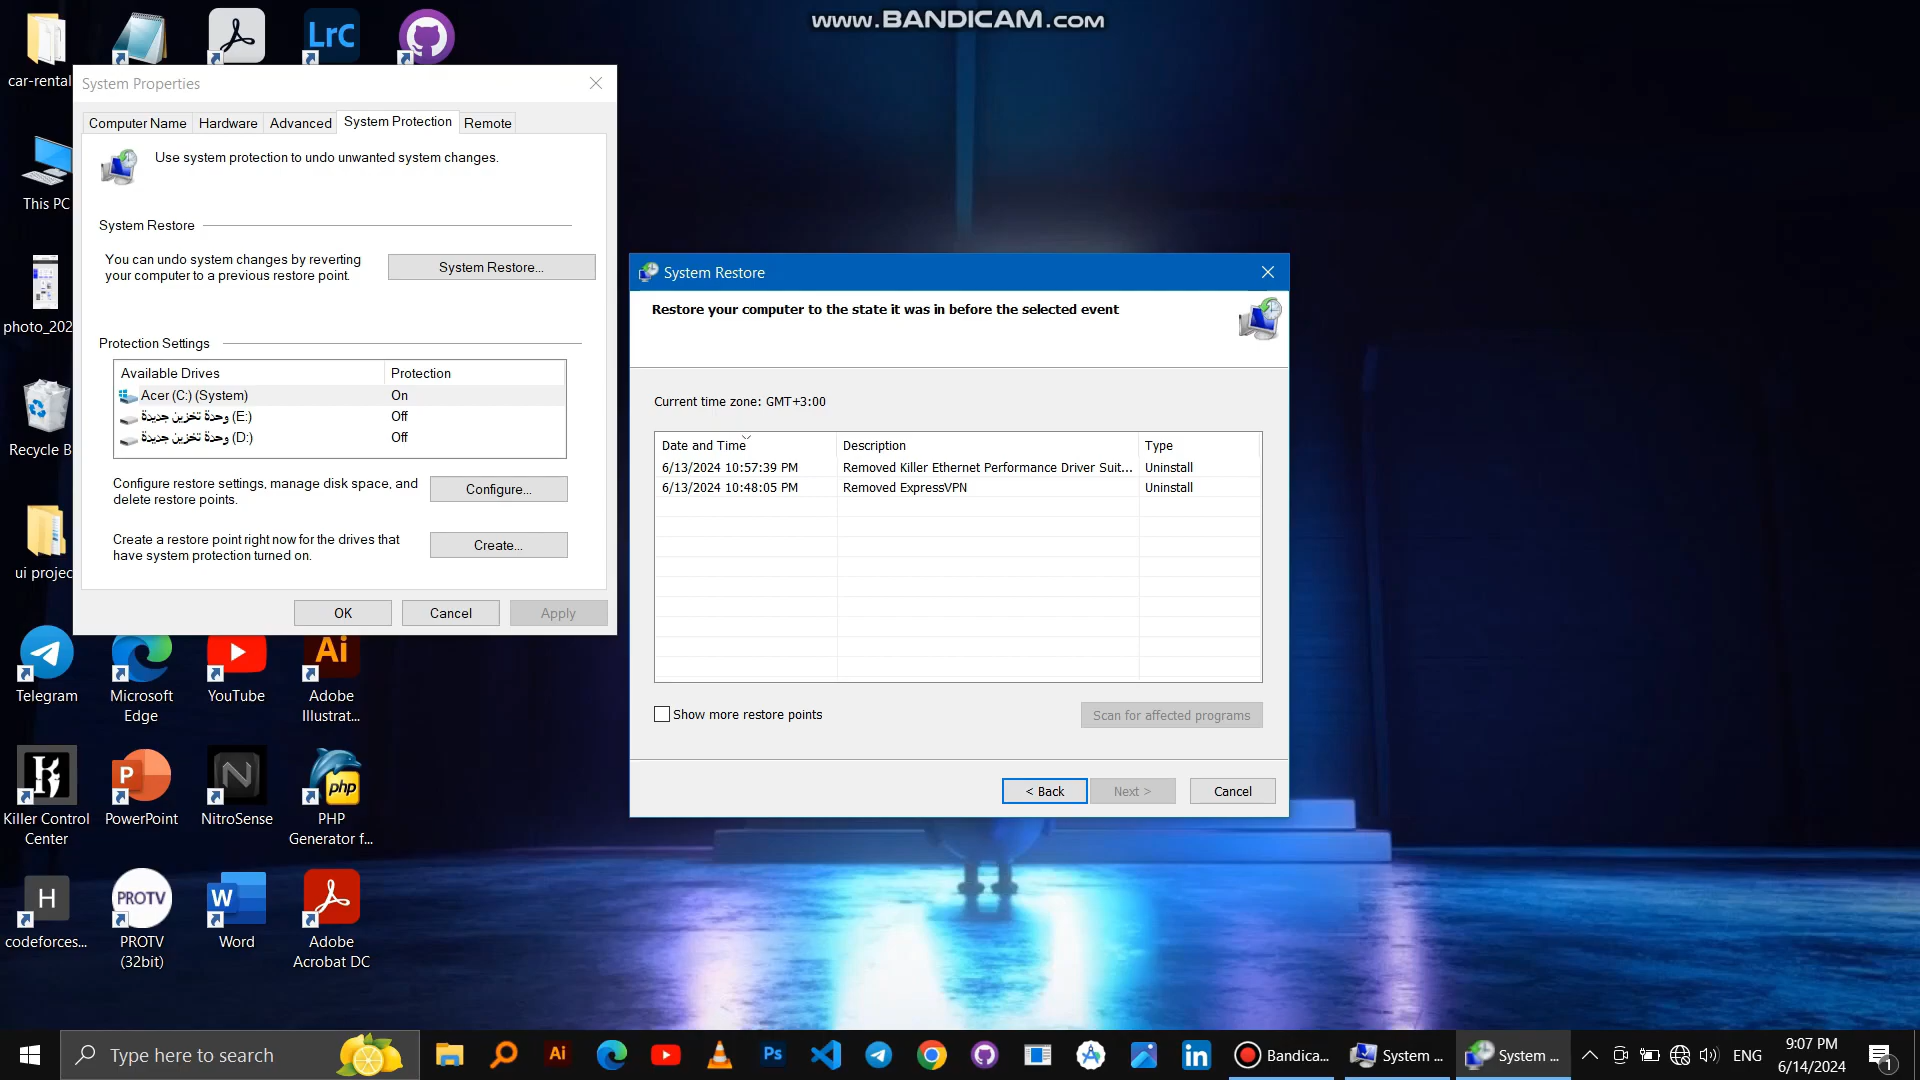 www.BANDICAM.com
car-rental
This PC
photo_202
Recycle B
ui projec
LrC
System Properties
Computer Name
Hardware
Advanced
System Protection
Remote
Use system protection to undo unwanted system changes.
System Restore
You can undo system changes by reverting
your computer to a previous restore point.
System Restore...
Protection Settings
Available Drives
Protection
Acer (C:) (System)
On
وحدة تخزين جديدة (E:)
Off
وحدة تخزين جديدة (D:)
Off
Configure restore settings, manage disk space, and
delete restore points.
Configure...
Create a restore point right now for the drives that
have system protection turned on.
Create...
OK
Cancel
Apply
System Restore
Restore your computer to the state it was in before the selected event
Current time zone: GMT+3:00
Date and Time
Description
Type
6/13/2024 10:57:39 PM
Removed Killer Ethernet Performance Driver Suit...
Uninstall
6/13/2024 10:48:05 PM
Removed ExpressVPN
Uninstall
Show more restore points
Scan for affected programs
< Back
Next >
Cancel
Ai
Telegram
Microsoft
Edge
YouTube
Adobe
Illustrat...
K
P
N
php
Killer Control
Center
PowerPoint
NitroSense
PHP
Generator f...
H
PROTV
W
codeforces...
PROTV
(32bit)
Word
Adobe
Acrobat DC
Type here to search
Ai
Ps
in
Bandica...
System ...
System ...
ENG
9:07 PM
6/14/2024
1